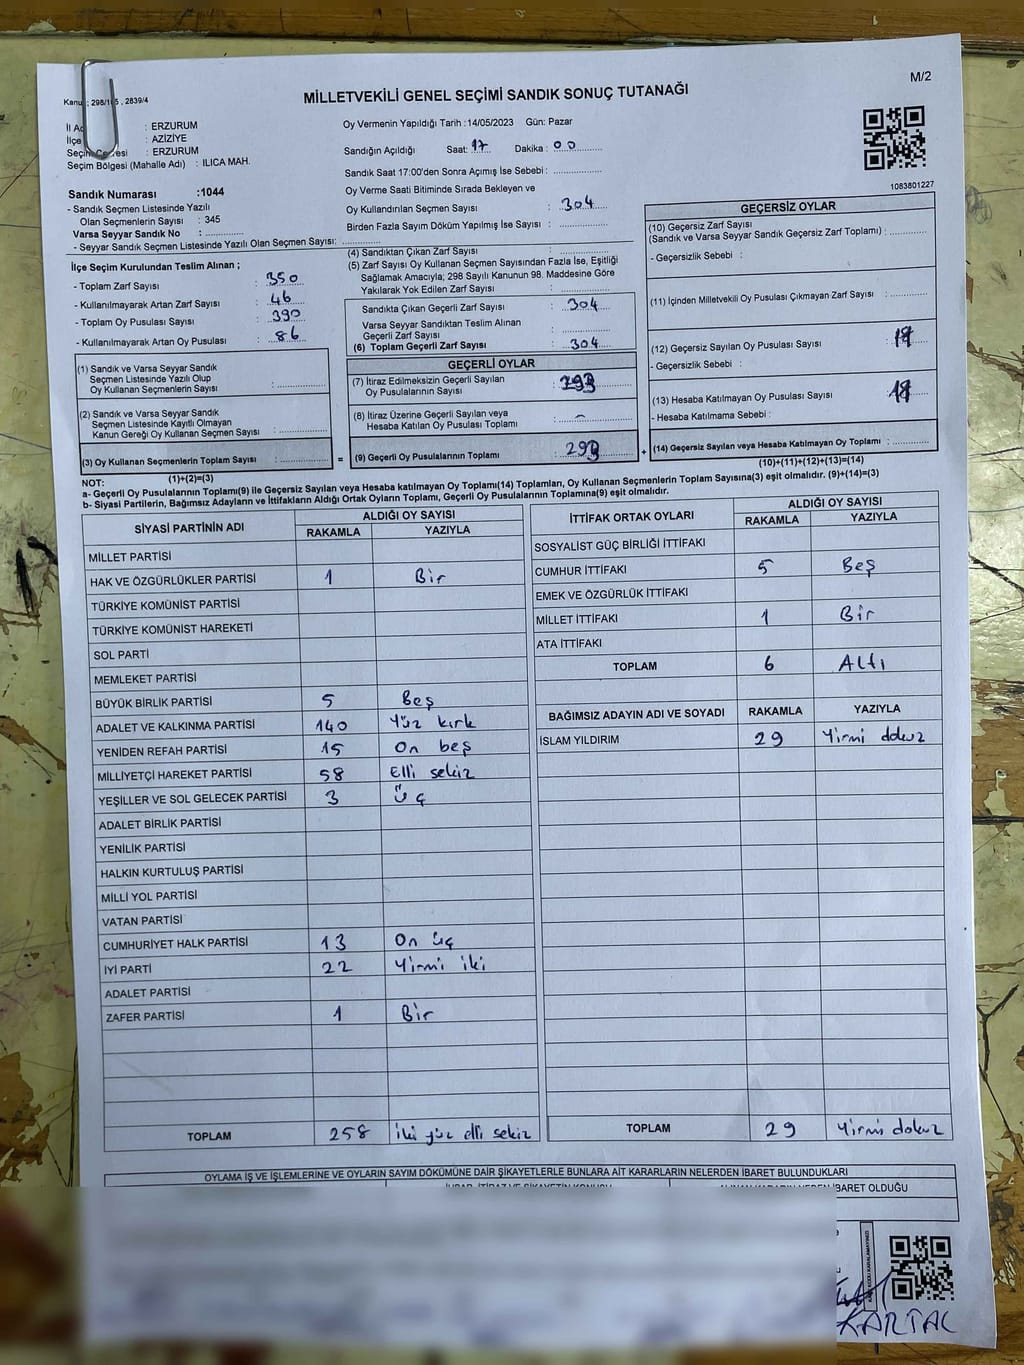 Kanun ; 298/105 , 2839/4
MİLLETVEKİLİ GENEL SEÇİMİ SANDIK SONUÇ TUTANAĞI
M/2
İl : ERZURUM
İlçe : AZİZİYE
Seçim Çevresi : ERZURUM
Seçim Bölgesi (Mahalle Adı) : ILICA MAH.
Sandık Numarası :1044
- Sandık Seçmen Listesinde Yazılı
Olan Seçmenlerin Sayısı : 345
Varsa Seyyar Sandık No :
- Seyyar Sandık Seçmen Listesinde Yazılı Olan Seçmen Sayısı:
Oy Vermenin Yapıldığı Tarih :14/05/2023 Gün: Pazar
Sandığın Açıldığı Saat: 17 Dakika : 00
Sandık Saat 17:00'den Sonra Açımış İse Sebebi :
Oy Verme Saati Bitiminde Sırada Bekleyen ve
Oy Kullandırılan Seçmen Sayısı : 304
Birden Fazla Sayım Döküm Yapılmış İse Sayısı :
1083801227
İlçe Seçim Kurulundan Teslim Alınan ;
- Toplam Zarf Sayısı : 350
- Kullanılmayarak Artan Zarf Sayısı : 46
- Toplam Oy Pusulası Sayısı : 390
- Kullanılmayarak Artan Oy Pusulası : 86
(1) Sandık ve Varsa Seyyar Sandık
Seçmen Listesinde Yazılı Olup
Oy Kullanan Seçmenlerin Sayısı :
(2) Sandık ve Varsa Seyyar Sandık
Seçmen Listesinde Kayıtlı Olmayan
Kanun Gereği Oy Kullanan Seçmen Sayısı :
(3) Oy Kullanan Seçmenlerin Toplam Sayısı :
(1)+(2)=(3)
(4) Sandıktan Çıkan Zarf Sayısı :
(5) Zarf Sayısı Oy Kullanan Seçmen Sayısından Fazla İse, Eşitliği
Sağlamak Amacıyla; 298 Sayılı Kanunun 98. Maddesine Göre
Yakılarak Yok Edilen Zarf Sayısı :
Sandıkta Çıkan Geçerli Zarf Sayısı : 304
Varsa Seyyar Sandıktan Teslim Alınan
Geçerli Zarf Sayısı :
(6) Toplam Geçerli Zarf Sayısı : 304
GEÇERLİ OYLAR
(7) İtiraz Edilmeksizin Geçerli Sayılan
Oy Pusulalarının Sayısı : 293
(8) İtiraz Üzerine Geçerli Sayılan veya
Hesaba Katılan Oy Pusulası Toplamı : -
= (9) Geçerli Oy Pusulalarının Toplamı : 293 +
GEÇERSİZ OYLAR
(10) Geçersiz Zarf Sayısı
(Sandık ve Varsa Seyyar Sandık Geçersiz Zarf Toplamı) :
- Geçersizlik Sebebi :
(11) İçinden Milletvekili Oy Pusulası Çıkmayan Zarf Sayısı :
(12) Geçersiz Sayılan Oy Pusulası Sayısı :
- Geçersizlik Sebebi :
(13) Hesaba Katılmayan Oy Pusulası Sayısı :
- Hesaba Katılmama Sebebi :
(14) Geçersiz Sayılan veya Hesaba Katılmayan Oy Toplamı :
(10)+(11)+(12)+(13)=(14)
NOT:
a- Geçerli Oy Pusulalarının Toplamı(9) ile Geçersiz Sayılan veya Hesaba katılmayan Oy Toplamı(14) Toplamları, Oy Kullanan Seçmenlerin Toplam Sayısına(3) eşit olmalıdır. (9)+(14)=(3)
b- Siyasi Partilerin, Bağımsız Adayların ve İttifakların Aldığı Ortak Oyların Toplamı, Geçerli Oy Pusulalarının Toplamına(9) eşit olmalıdır.
SİYASİ PARTİNİN ADI ALDIĞI OY SAYISI
RAKAMLA YAZIYLA
MİLLET PARTİSİ
HAK VE ÖZGÜRLÜKLER PARTİSİ 1 Bir
TÜRKİYE KOMÜNİST PARTİSİ
TÜRKİYE KOMÜNİST HAREKETİ
SOL PARTİ
MEMLEKET PARTİSİ
BÜYÜK BİRLİK PARTİSİ 5 Beş
ADALET VE KALKINMA PARTİSİ 140 Yüz kırk
YENİDEN REFAH PARTİSİ 15 On beş
MİLLİYETÇİ HAREKET PARTİSİ 58 Elli sekiz
YEŞİLLER VE SOL GELECEK PARTİSİ 3 Üç
ADALET BİRLİK PARTİSİ
YENİLİK PARTİSİ
HALKIN KURTULUŞ PARTİSİ
MİLLİ YOL PARTİSİ
VATAN PARTİSİ
CUMHURİYET HALK PARTİSİ 13 On üç
İYİ PARTİ 22 Yirmi iki
ADALET PARTİSİ
ZAFER PARTİSİ 1 Bir
TOPLAM 258 iki yüz elli sekiz
İTTİFAK ORTAK OYLARI ALDIĞI OY SAYISI
RAKAMLA YAZIYLA
SOSYALİST GÜÇ BİRLİĞİ İTTİFAKI
CUMHUR İTTİFAKI 5 Beş
EMEK VE ÖZGÜRLÜK İTTİFAKI
MİLLET İTTİFAKI 1 Bir
ATA İTTİFAKI
TOPLAM 6 Altı
BAĞIMSIZ ADAYIN ADI VE SOYADI RAKAMLA YAZIYLA
İSLAM YILDIRIM 29 Yirmi dokuz
TOPLAM 29 Yirmi dokuz
OYLAMA İŞ VE İŞLEMLERİNE VE OYLARIN SAYIM DÖKÜMÜNE DAİR ŞİKAYETLERLE BUNLARA AİT KARARLARIN NELERDEN İBARET BULUNDUKLARI
İBARET OLDUĞU
KARTAL